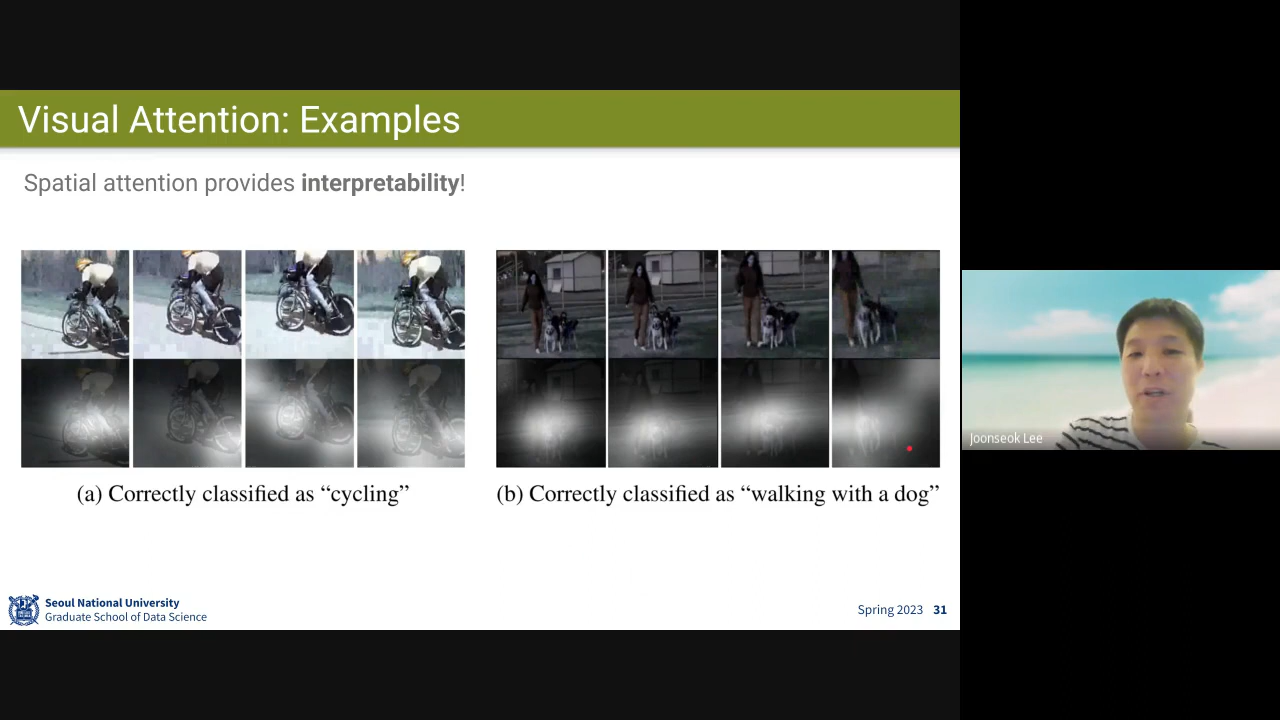 Visual Attention: Examples
Spatial attention provides interpretability!
(a) Correctly classified as “cycling”
(b) Correctly classified as “walking with a dog”
Joonseok Lee
Seoul National University
Graduate School of Data Science
Spring 2023 31